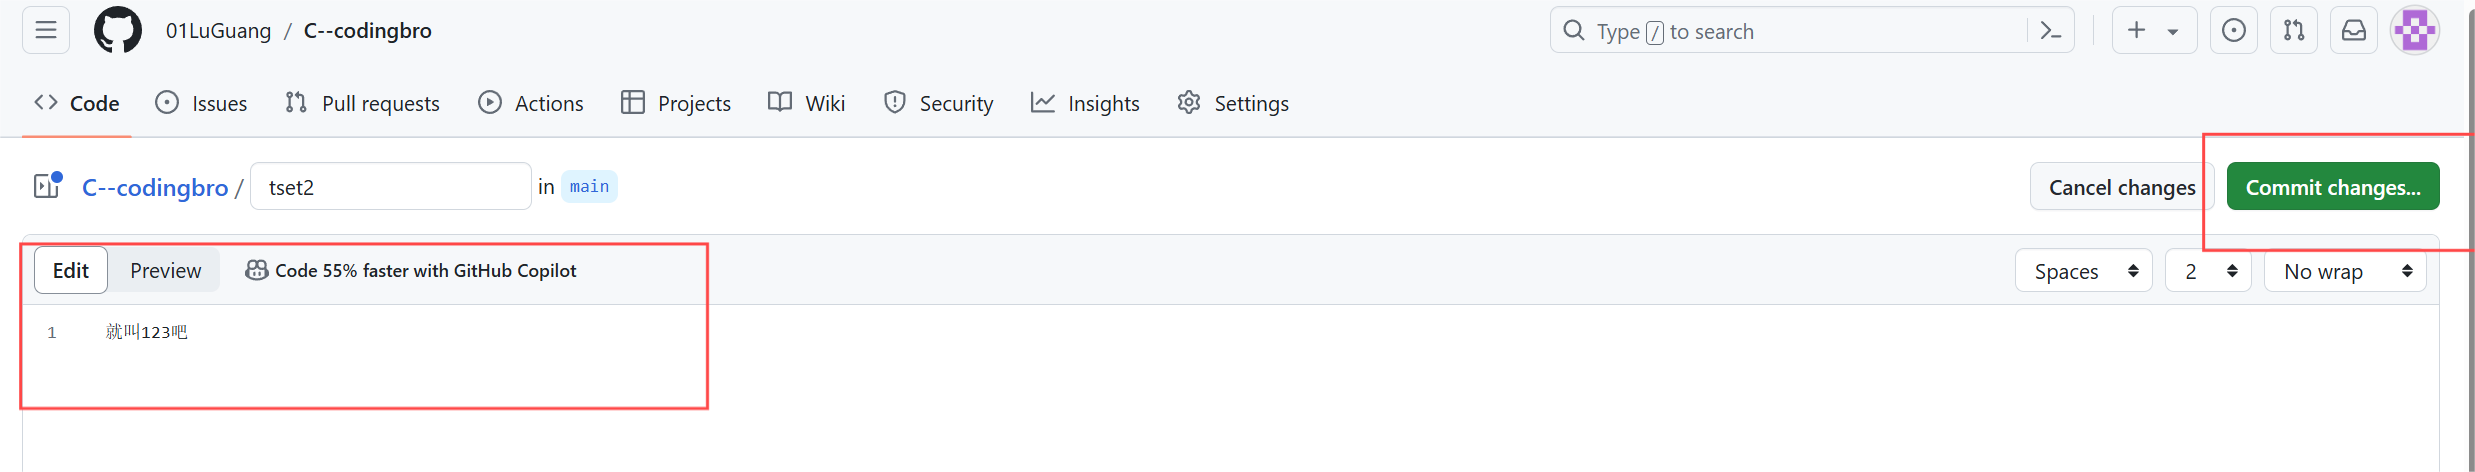 01LuGuang / C--codingbro
Type / to search
Code
Issues
Pull requests
Actions
Projects
Wiki
Security
Insights
Settings
C--codingbro / tset2 in main
Cancel changes
Commit changes...
Edit
Preview
Code 55% faster with GitHub Copilot
Spaces
2
No wrap
1 就叫123吧